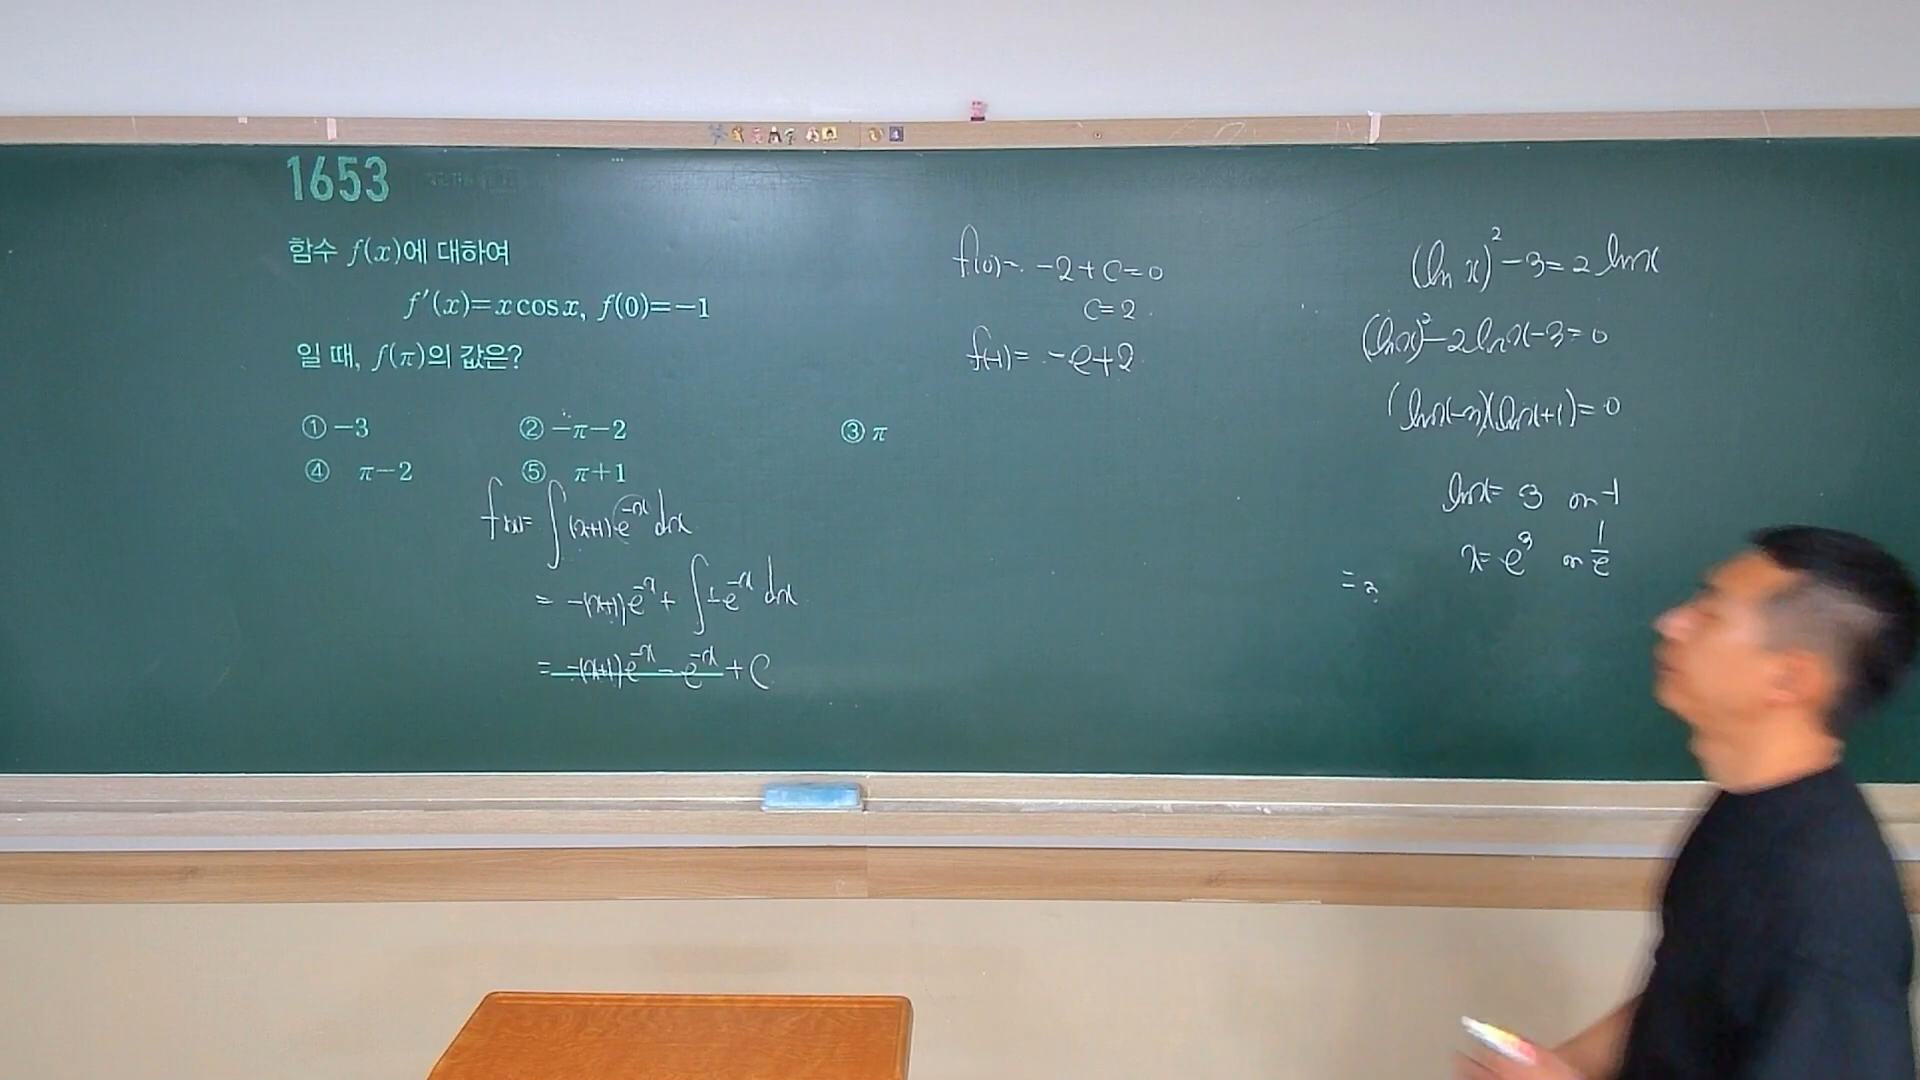 1653
함수 f(x)에 대하여
f'(x)=x cos x, f(0)=-1
일 때, f(π)의 값은?
① -3 ② -π-2 ③ π
④ π-2 ⑤ π+1
f(x)= ∫(x+1)e^{-x} dx
= -(x+1)e^{-x} + ∫1·e^{-x} dx
= -(x+1)e^{-x} - e^{-x} + C
f(0)= -2+C=0
C=2
f(-1)= -e+2
(ln x)²-3=2 ln x
(ln x)²-2 ln x-3=0
(ln x-3)(ln x+1)=0
ln x= 3 or -1
x= e³ or 1/e